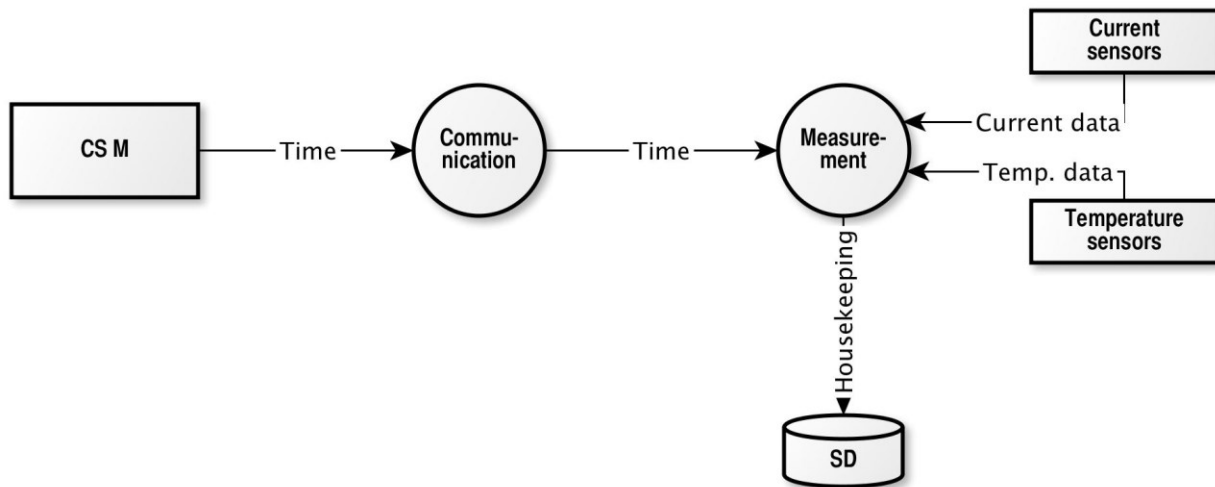 Current
sensors
CS M
Time
Commu-
nication
Time
Measure-
ment
Current data
Temp. data
Temperature
sensors
Housekeeping
SD